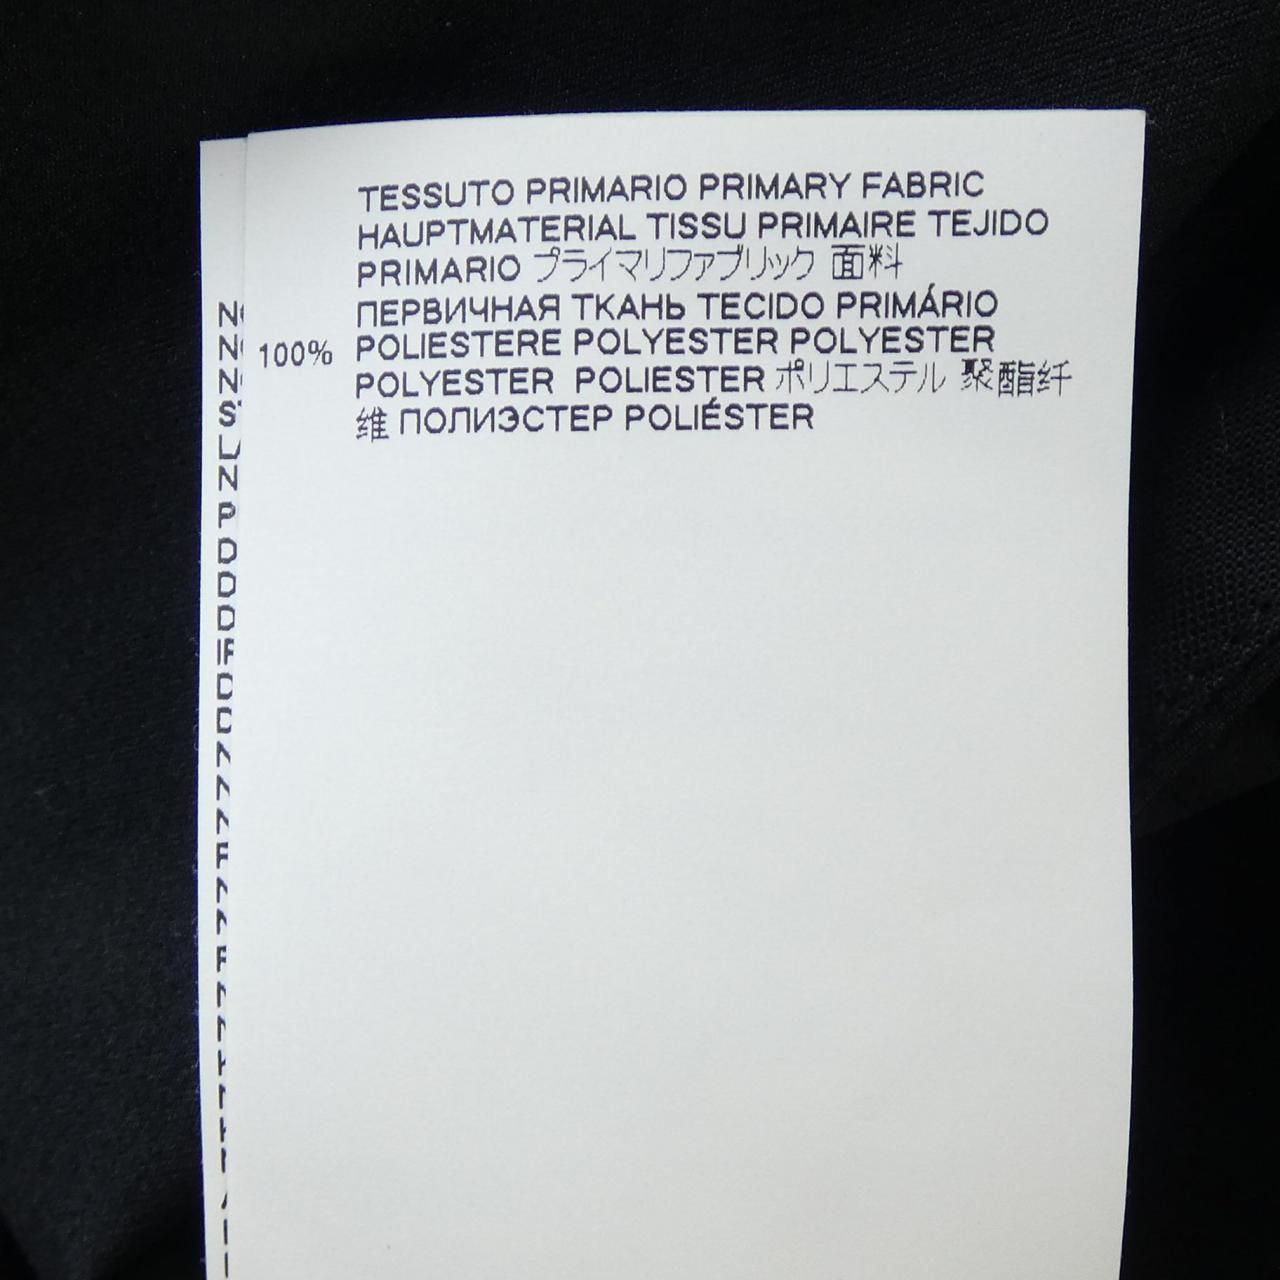 TESSUTO PRIMARIO PRIMARY FABRIC
HAUPTMATERIAL TISSU PRIMAIRE TEJIDO
PRIMARIO プライマリファブリック 面料
ПЕРВИЧНАЯ ТКАНЬ TECIDO PRIMÁRIO
100% POLIESTERE POLYESTER POLYESTER
POLYESTER POLIESTER ポリエステル 聚酯纤
维 ПОЛИЭСТЕР POLIÉSTER